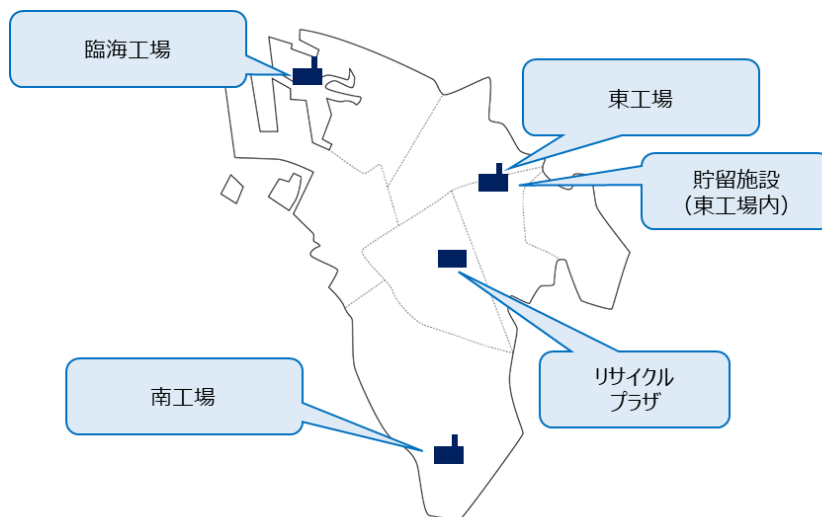 臨海工場
東工場
貯留施設
（東工場内）
リサイクル
プラザ
南工場